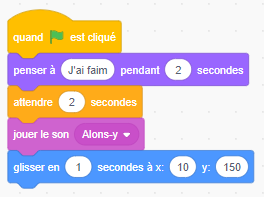 quand est cliqué
penser à J'ai faim pendant 2 secondes
attendre 2 secondes
jouer le son Alons-y
glisser en 1 secondes à x: 10 y: 150